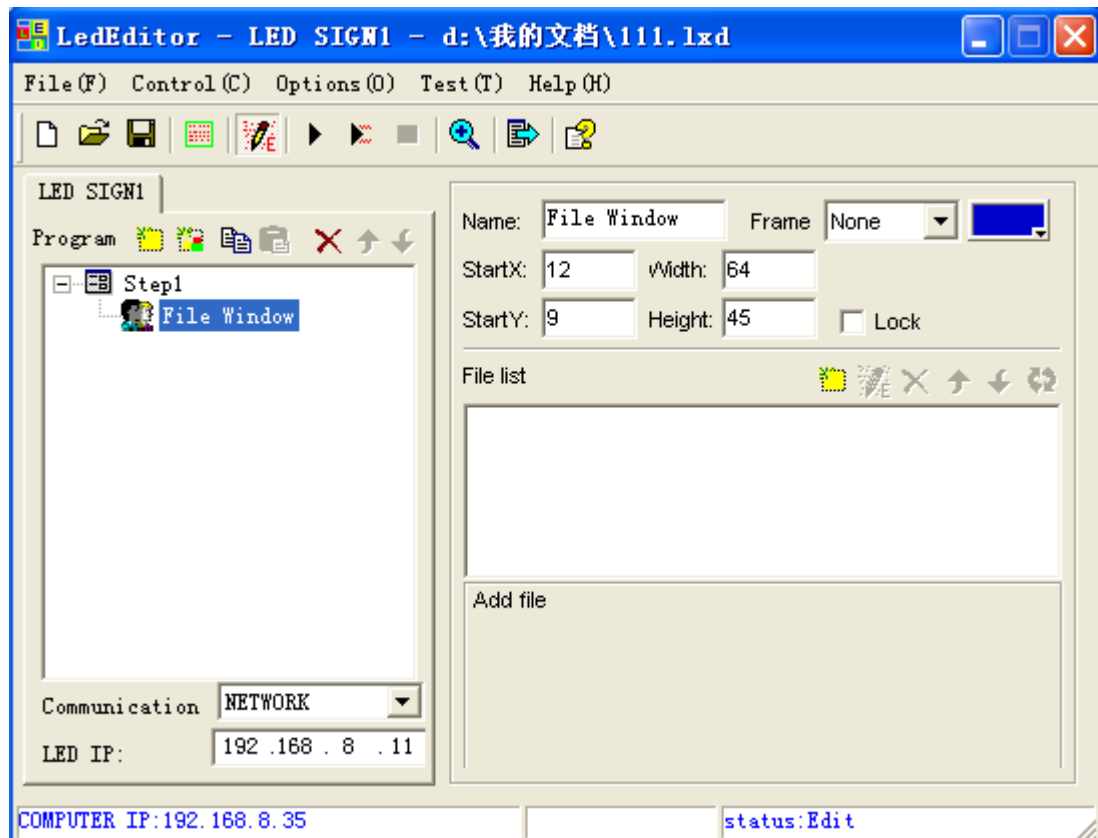 LedEditor - LED SIGN1 - d:\我的文档\111.lxd
File(F) Control(C) Options(O) Test(T) Help(H)
LED SIGN1
Program
Step1
File Window
Communication NETWORK
LED IP: 192 .168 . 8 .11
Name: File Window Frame None
StartX: 12 Width: 64
StartY: 9 Height: 45 Lock
File list
Add file
COMPUTER IP:192.168.8.35
status:Edit